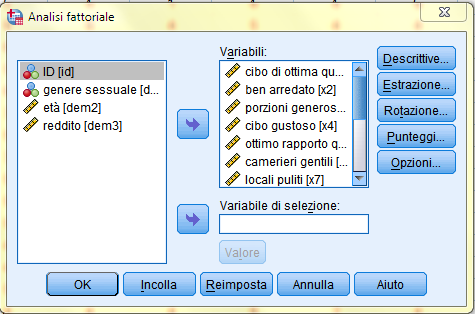 Analisi fattoriale
ID [id]
genere sessuale [d...
età [dem2]
reddito [dem3]
Variabili:
cibo di ottima qu...
ben arredato [x2]
porzioni generos...
cibo gustoso [x4]
ottimo rapporto q...
camerieri gentili [...
locali puliti [x7]
Variabile di selezione:
Valore
Descrittive...
Estrazione...
Rotazione...
Punteggi...
Opzioni...
OK
Incolla
Reimposta
Annulla
Aiuto